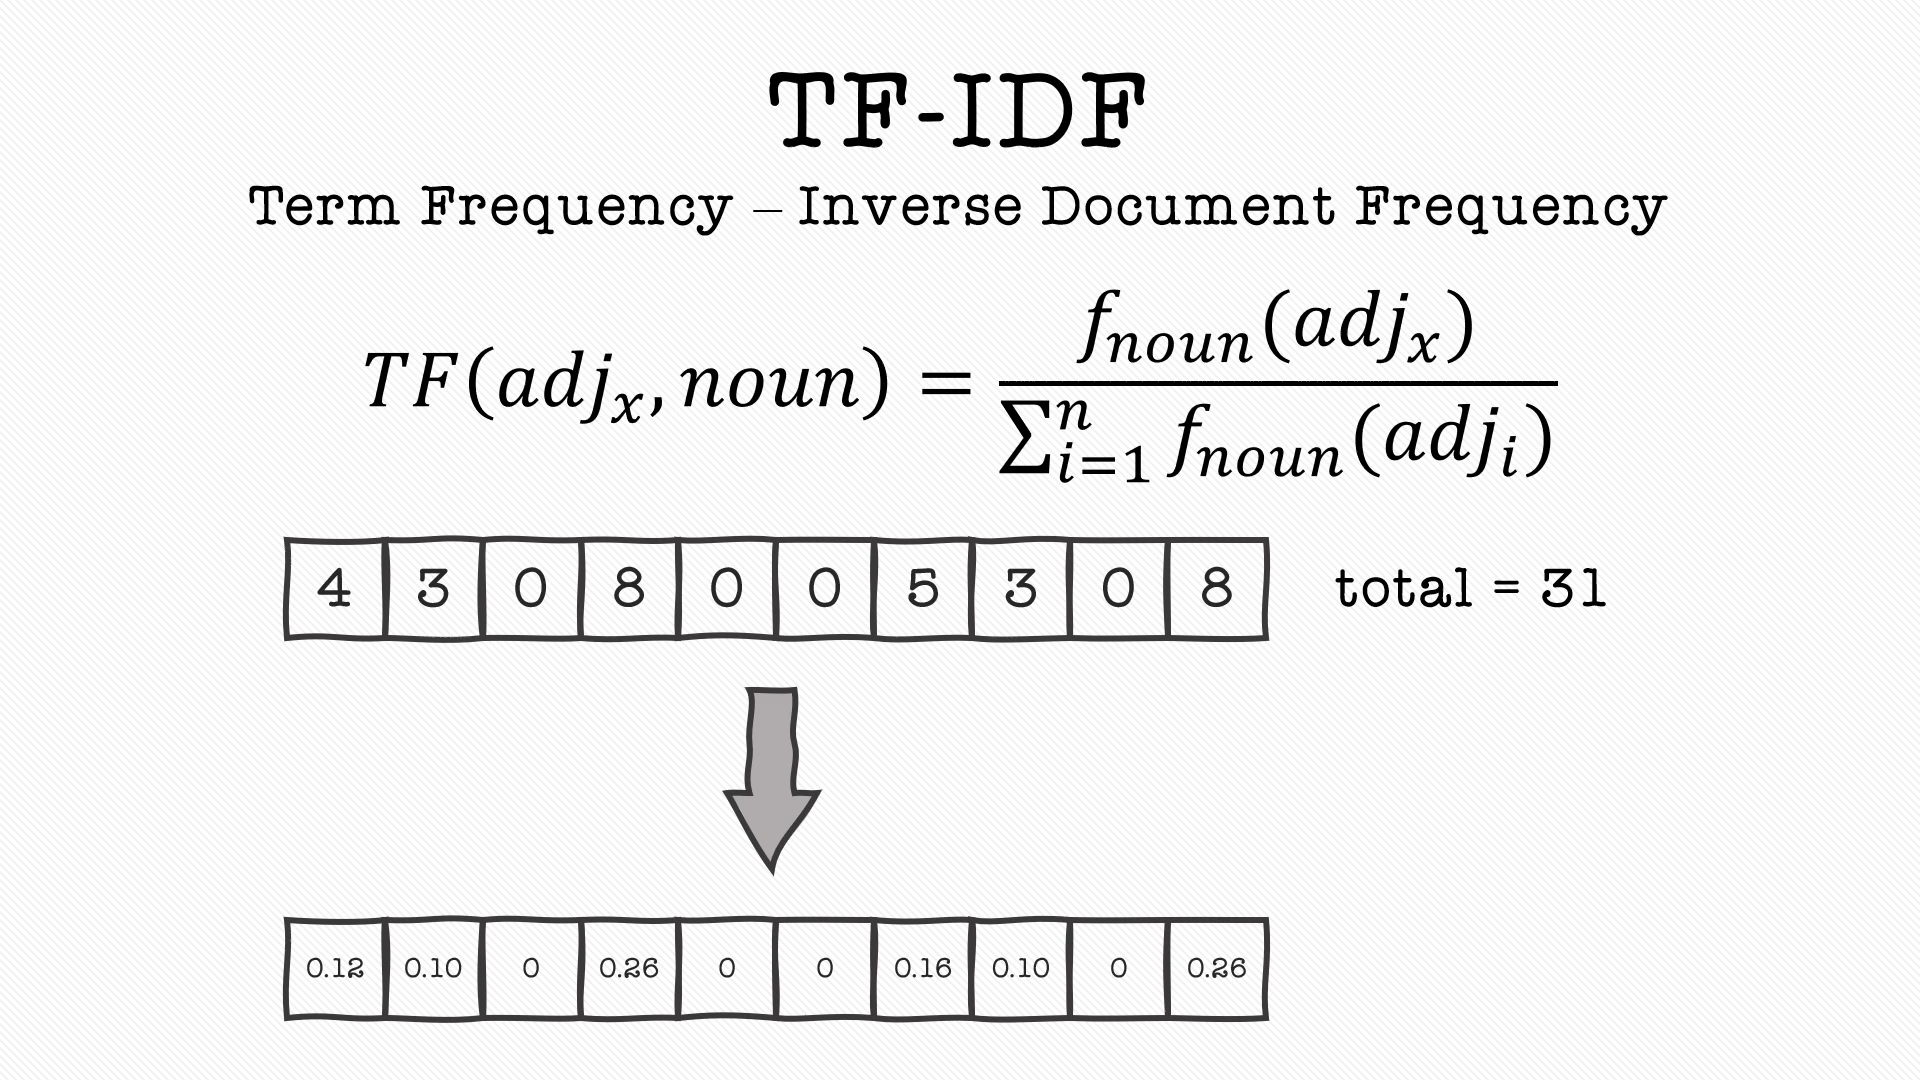 TF-IDF
Term Frequency – Inverse Document Frequency
TF(adj_x, noun) = f_noun(adj_x) / ∑_{i=1}^{n} f_noun(adj_i)
4 3 0 8 0 0 5 3 0 8 total = 31
0.12 0.10 0 0.26 0 0 0.16 0.10 0 0.26